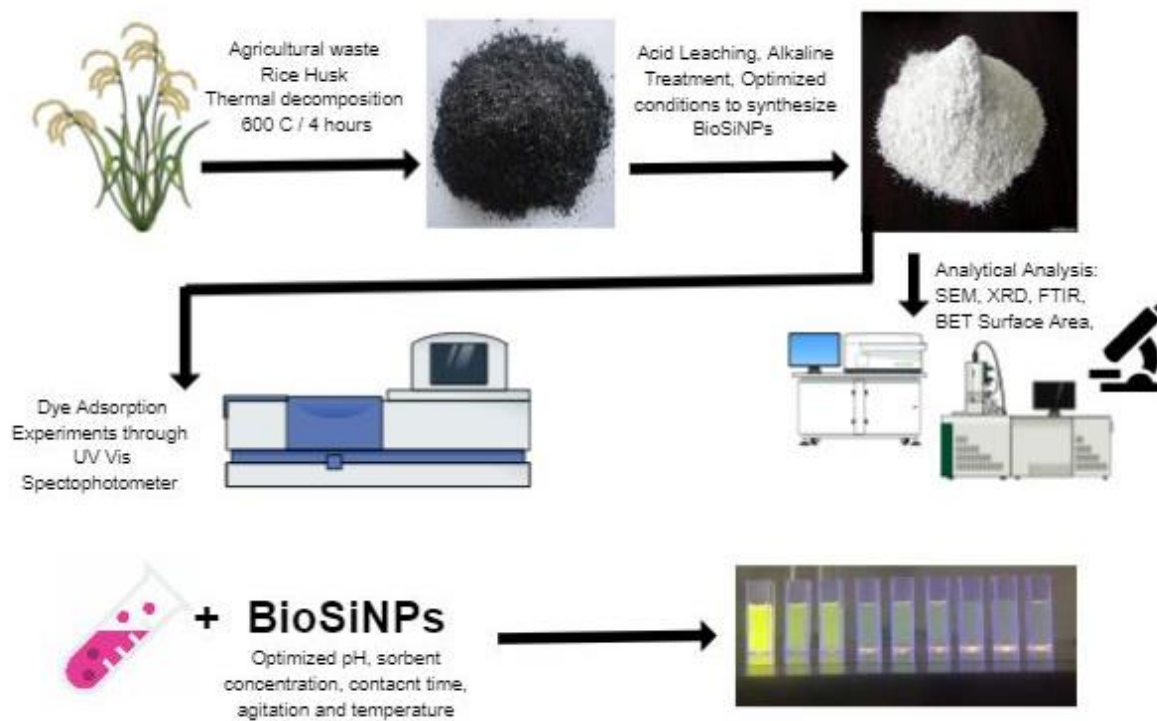 Agricultural waste
Rice Husk
Thermal decomposition
600 C / 4 hours
Acid Leaching, Alkaline
Treatment, Optimized
conditions to synthesize
BioSiNPs
Analytical Analysis:
SEM, XRD, FTIR,
BET Surface Area,
Dye Adsorption
Experiments through
UV Vis
Spectophotometer
+ BioSiNPs
Optimized pH, sorbent
concentration, contacnt time,
agitation and temperature